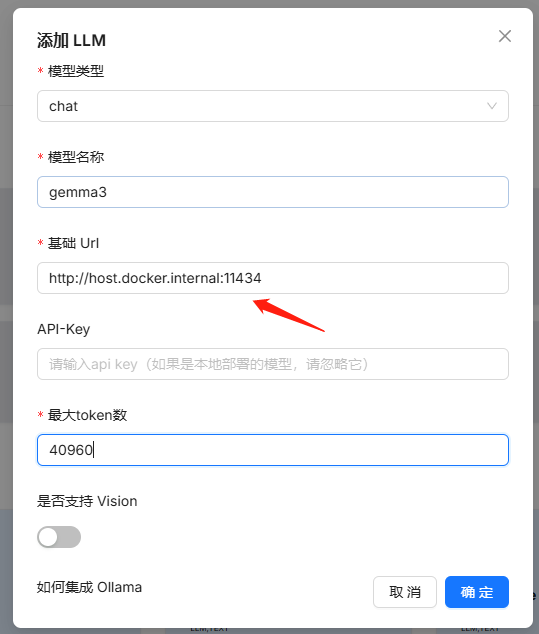 添加 LLM
* 模型类型
chat
* 模型名称
gemma3
* 基础 Url
http://host.docker.internal:11434
API-Key
请输入api key（如果是本地部署的模型，请忽略它）
* 最大token数
40960
是否支持 Vision
如何集成 Ollama
取 消
确 定
LLM,TEXT